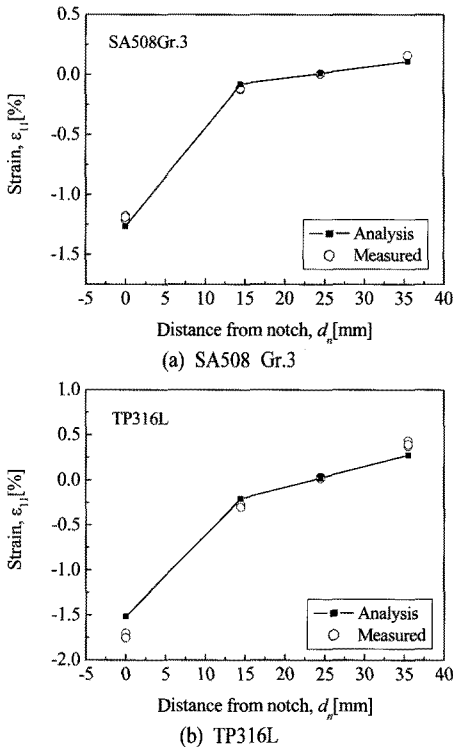 0.5
SA508Gr.3
0.0
-0.5
-1.0
-1.5
Strain, ε₁₁[%]
Analysis
Measured
-5 0 5 10 15 20 25 30 35 40
Distance from notch, dₙ[mm]
(a) SA508 Gr.3
1.0
TP316L
0.5
0.0
-0.5
-1.0
-1.5
-2.0
Strain, ε₁₁[%]
Analysis
Measured
-5 0 5 10 15 20 25 30 35 40
Distance from notch, dₙ[mm]
(b) TP316L